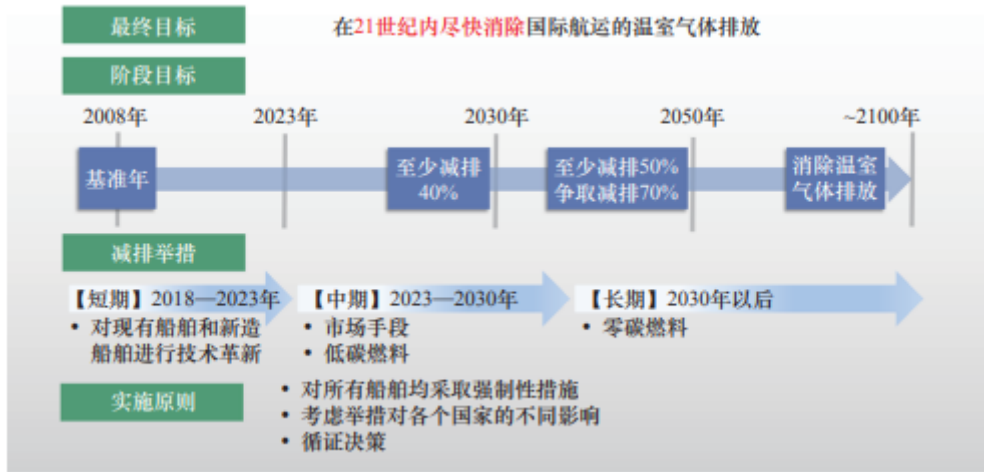 最终目标
在21世纪内尽快消除国际航运的温室气体排放
阶段目标
2008年
2023年
2030年
2050年
~2100年
基准年
至少减排
40%
至少减排50%
争取减排70%
消除温室
气体排放
减排举措
【短期】2018—2023年
• 对现有船舶和新造
船舶进行技术革新
【中期】2023—2030年
• 市场手段
• 低碳燃料
【长期】2030年以后
• 零碳燃料
实施原则
• 对所有船舶均采取强制性措施
• 考虑举措对各个国家的不同影响
• 循证决策